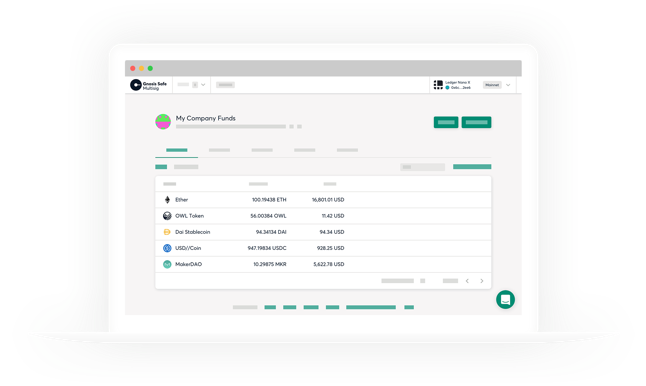 Gnosis Safe
Multisig
Ledger Nano X
Mainnet
My Company Funds
Ether 100.19438 ETH 16,801.01 USD
OWL Token 56.00384 OWL 11.42 USD
Dai Stablecoin 94.34134 DAI 94.34 USD
USD//Coin 947.19834 USDC 928.25 USD
MakerDAO 10.29875 MKR 5,622.78 USD